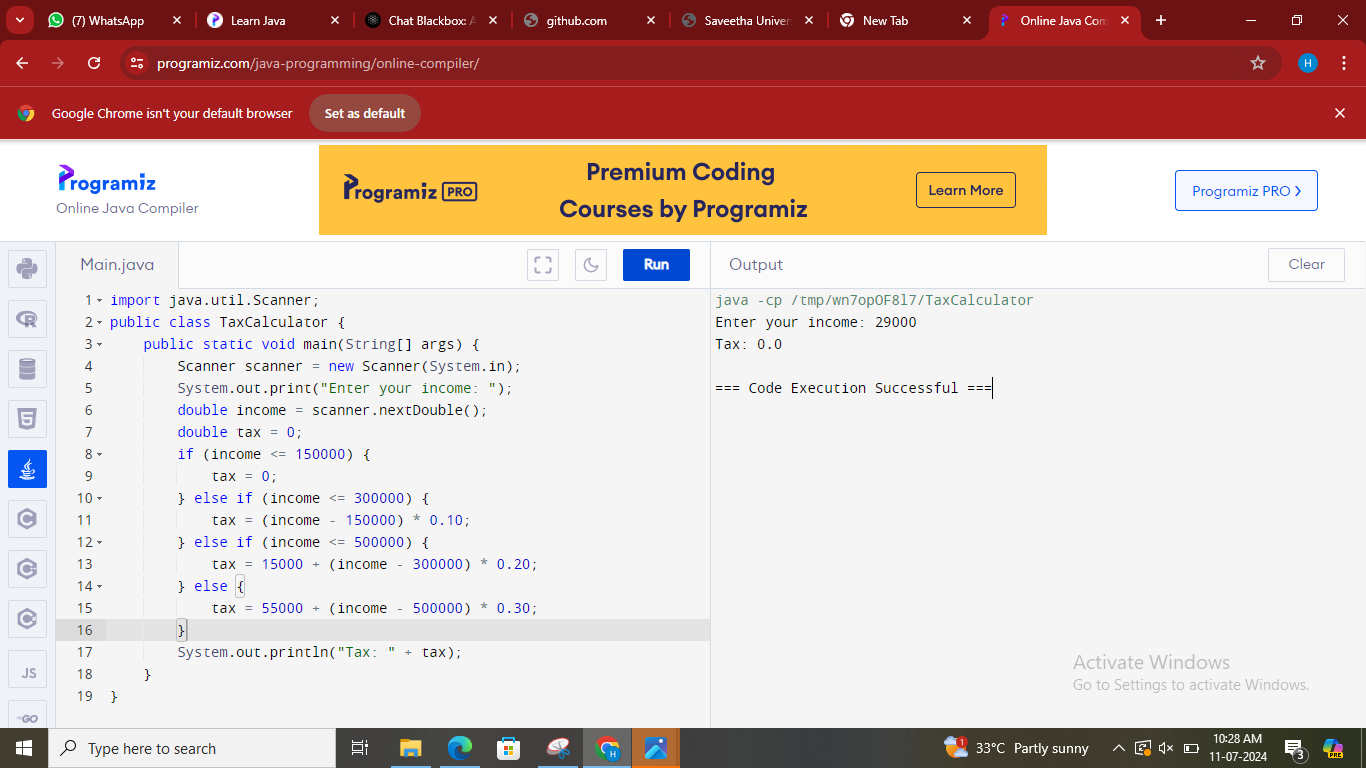 (7) WhatsApp
Learn Java
Chat Blackbox: A
github.com
Saveetha Univers
New Tab
Online Java Com
programiz.com/java-programming/online-compiler/
H
Google Chrome isn't your default browser
Set as default
Programiz
Online Java Compiler
Programiz PRO
Premium Coding
Courses by Programiz
Learn More
Programiz PRO >
Main.java
Run
Output
Clear
1 import java.util.Scanner;
2 public class TaxCalculator {
3     public static void main(String[] args) {
4         Scanner scanner = new Scanner(System.in);
5         System.out.print("Enter your income: ");
6         double income = scanner.nextDouble();
7         double tax = 0;
8         if (income <= 150000) {
9             tax = 0;
10         } else if (income <= 300000) {
11             tax = (income - 150000) * 0.10;
12         } else if (income <= 500000) {
13             tax = 15000 + (income - 300000) * 0.20;
14         } else {
15             tax = 55000 + (income - 500000) * 0.30;
16         }
17         System.out.println("Tax: " + tax);
18     }
19 }
java -cp /tmp/wn7opOF8l7/TaxCalculator
Enter your income: 29000
Tax: 0.0
=== Code Execution Successful ===
JS
GO
Activate Windows
Go to Settings to activate Windows.
Type here to search
H
1
33°C Partly sunny
10:28 AM
11-07-2024
3
PRE